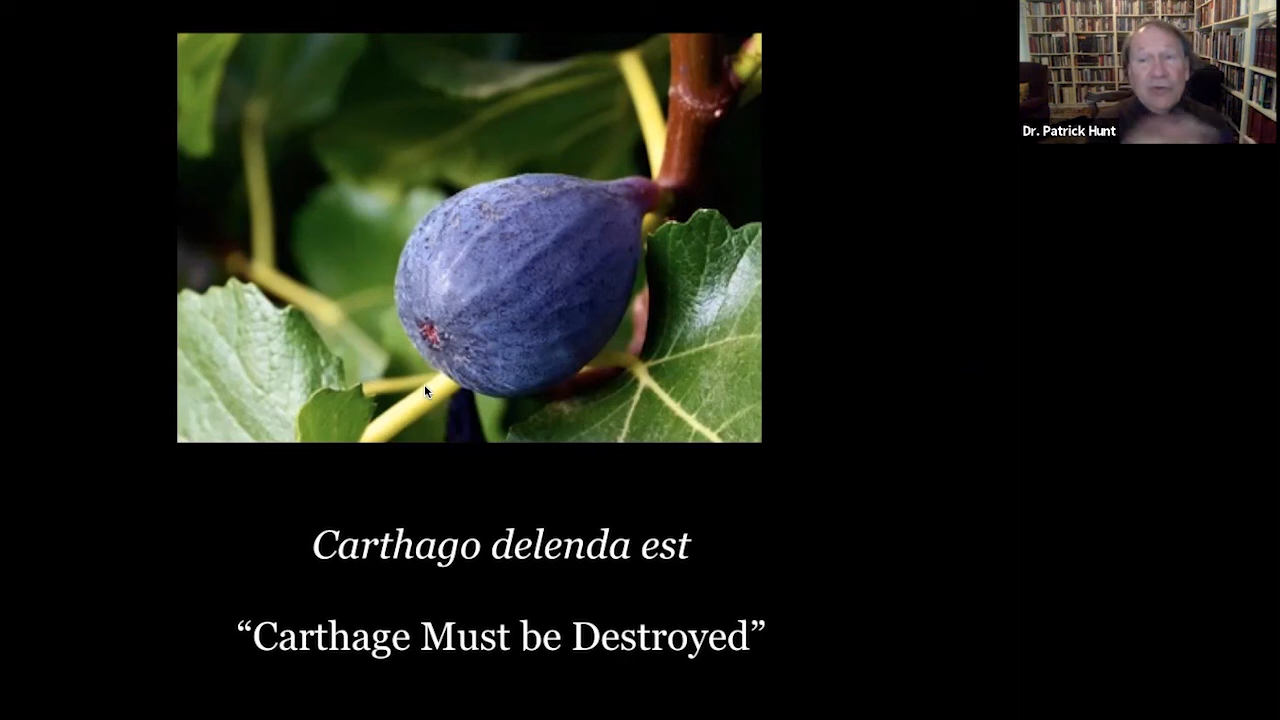 Dr. Patrick Hunt
Carthago delenda est
“Carthage Must be Destroyed”